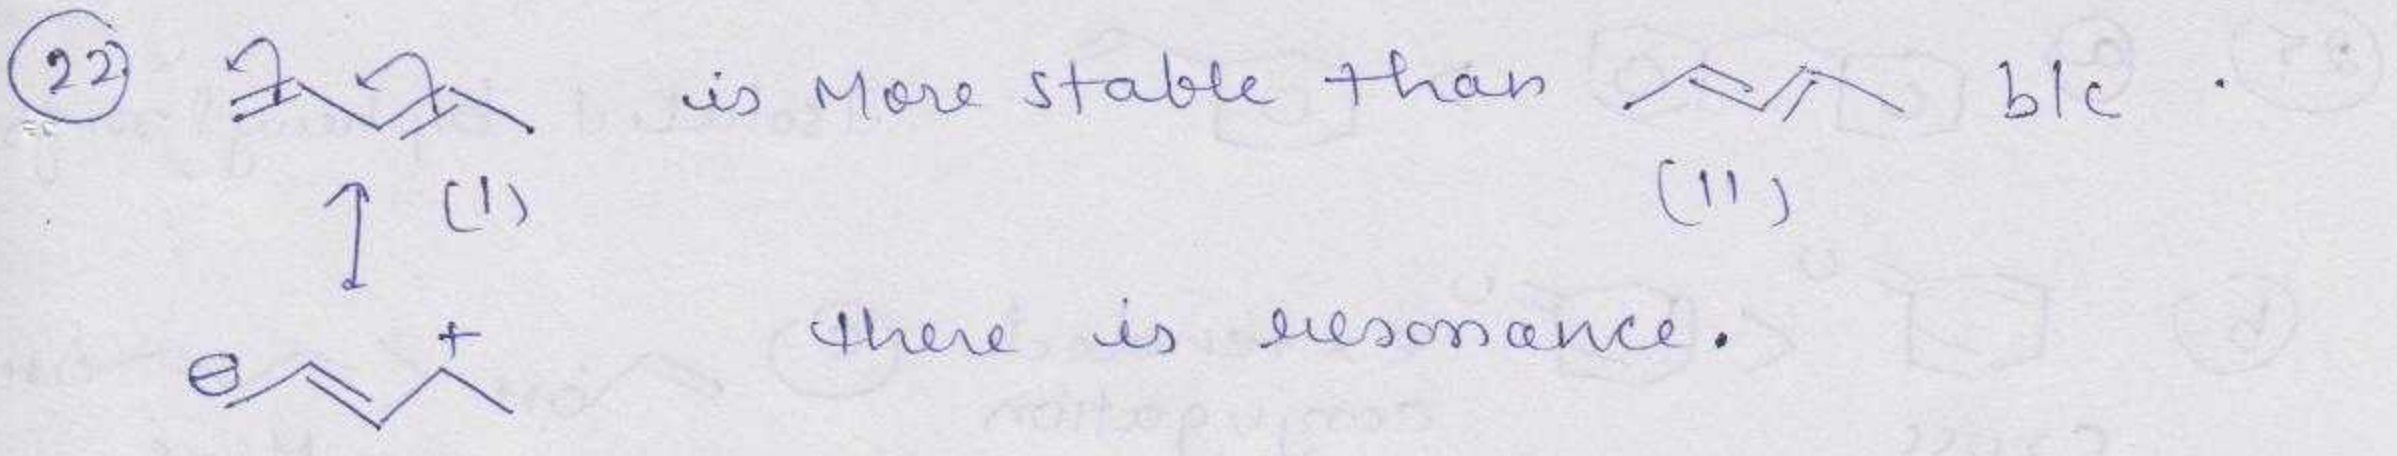 22 is more stable than b/c .
(I) (II)
+
⊖ there is resonance.